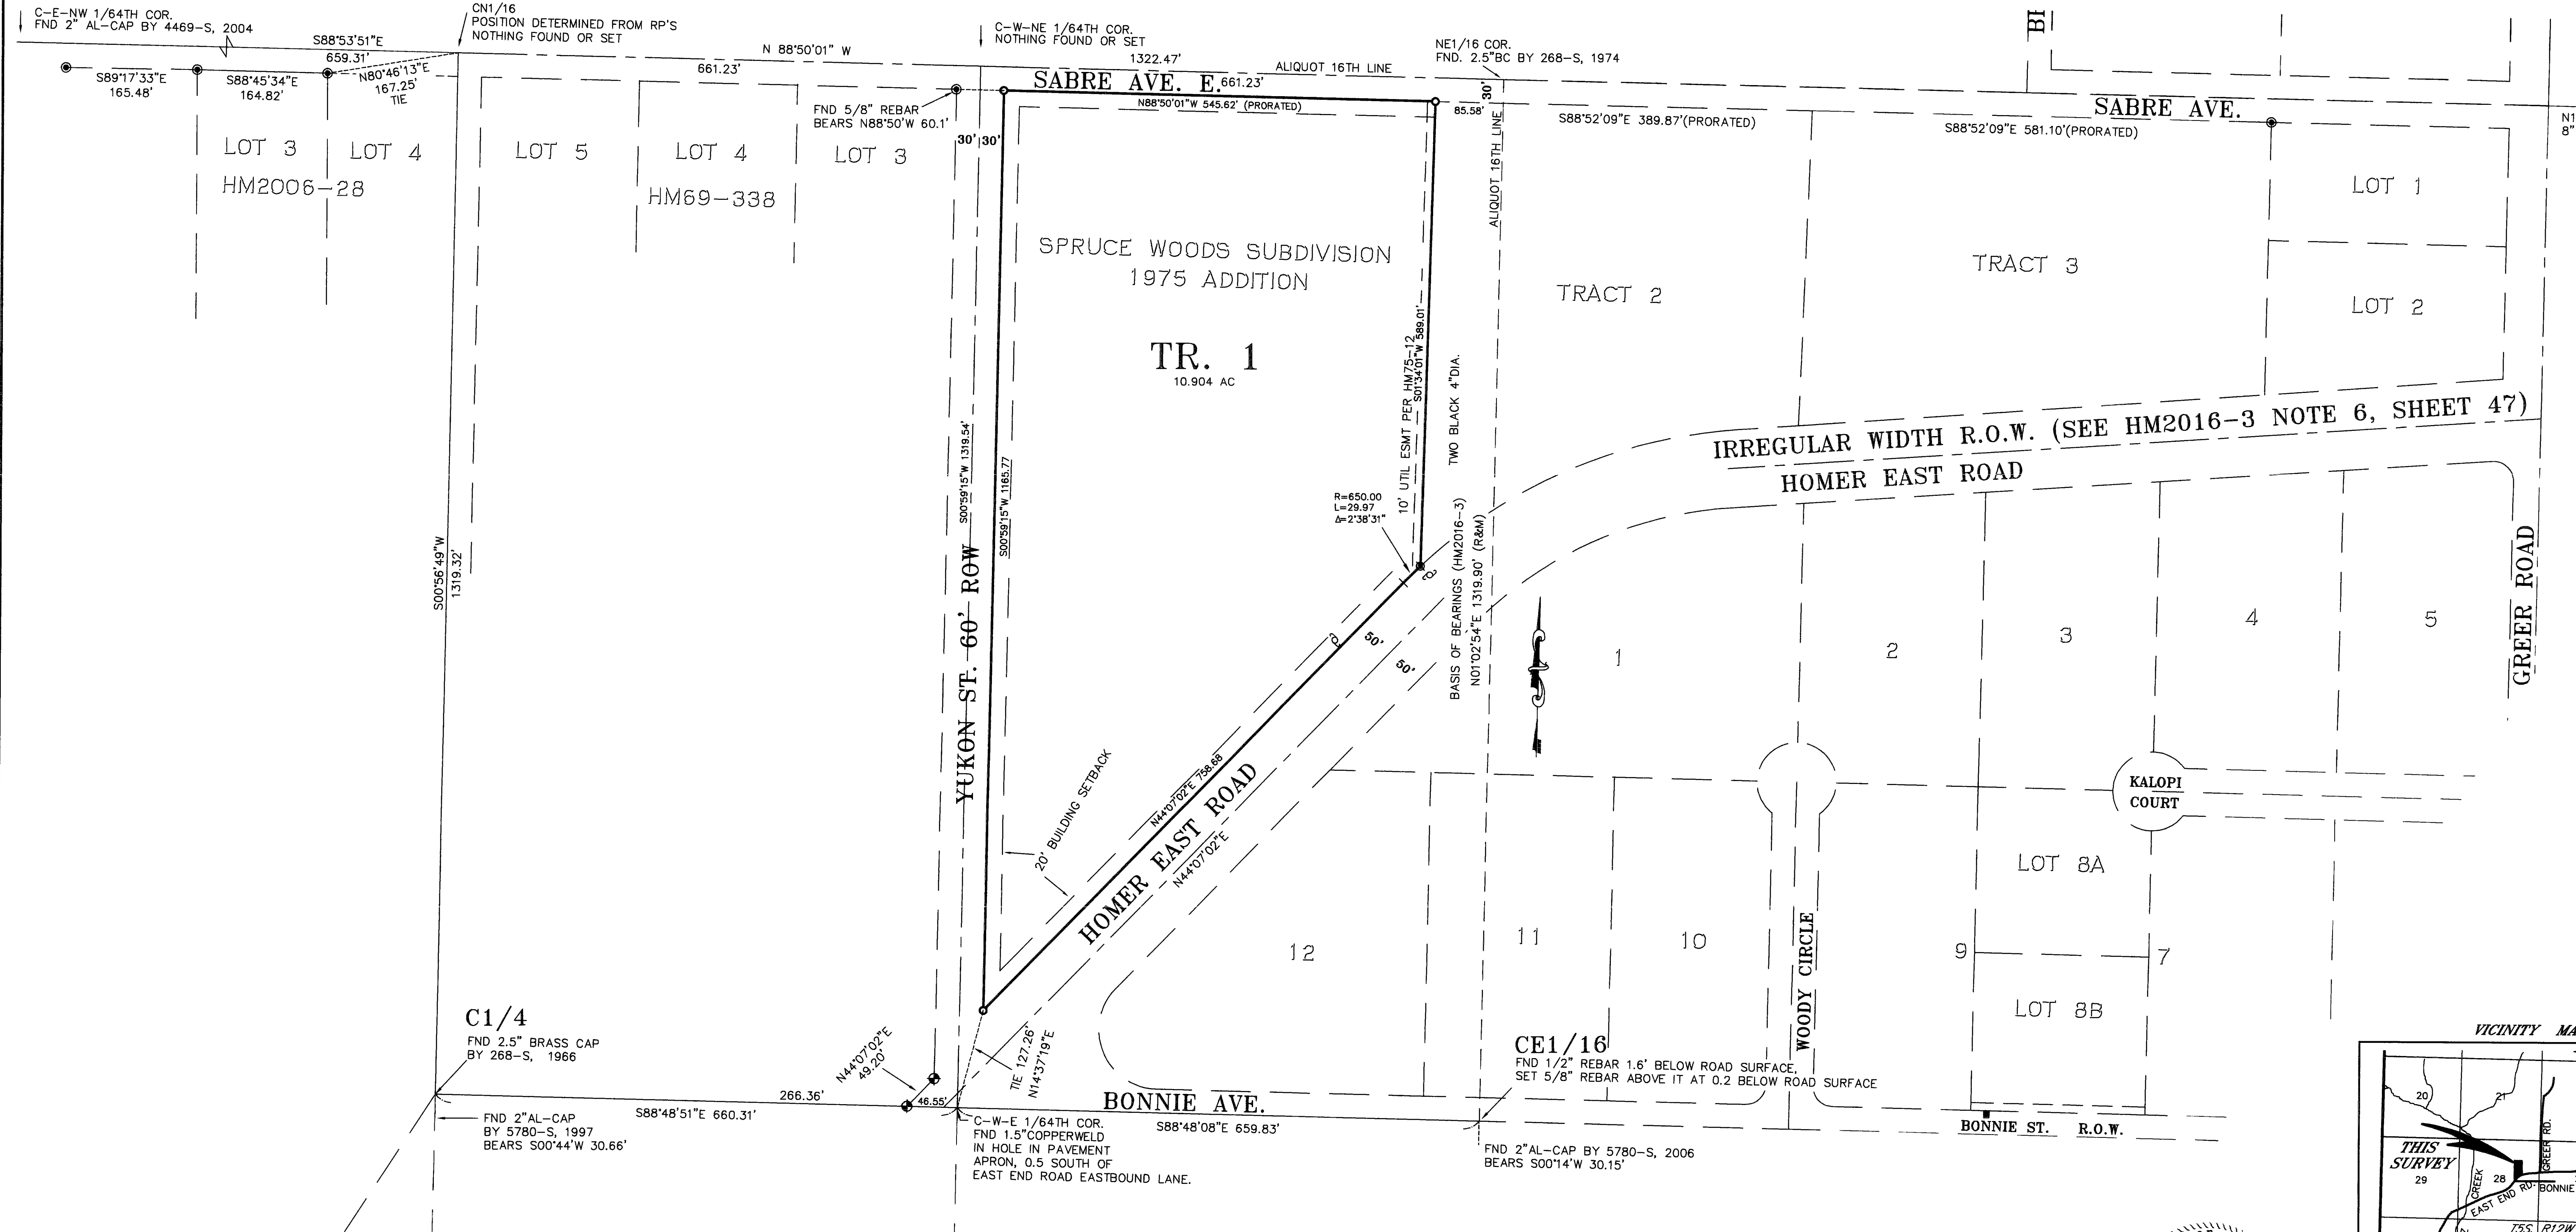 C-E-NW 1/64TH COR.
FND 2" AL-CAP BY 4469-S, 2004
S88°53'51"E
659.31'
CN1/16
POSITION DETERMINED FROM RP'S
NOTHING FOUND OR SET
N 88°50'01" W
661.23'
C-W-NE 1/64TH COR.
NOTHING FOUND OR SET
1322.47'
ALIQUOT 16TH LINE
NE1/16 COR.
FND. 2.5"BC BY 268-S, 1974
BI
S89°17'33"E
165.48'
S88°45'34"E
164.82'
N80°46'13"E
167.25'
TIE
SABRE AVE. E.
661.23'
N88°50'01"W 545.62' (PRORATED)
FND 5/8" REBAR
BEARS N88°50'W 60.1'
30'
30'
30'
85.58'
S88°52'09"E 389.87'(PRORATED)
SABRE AVE.
S88°52'09"E 581.10'(PRORATED)
N1
8"
LOT 3
LOT 4
HM2006-28
LOT 5
LOT 4
LOT 3
HM69-338
ALIQUOT 16TH LINE
LOT 1
LOT 2
SPRUCE WOODS SUBDIVISION
1975 ADDITION
TR. 1
10.904 AC
TRACT 2
TRACT 3
10' UTIL ESMT PER HM75-12
S01°34'01"W 589.01'
TWO BLACK 4"DIA.
IRREGULAR WIDTH R.O.W. (SEE HM2016-3 NOTE 6, SHEET 47)
HOMER EAST ROAD
S00°59'15"W 1319.54'
S00°59'15"W 1165.77
R=650.00
L=29.97
Δ=2°38'31"
BASIS OF BEARINGS (HM2016-3)
N01°02'54"E 1319.90' (R&M)
S00°56'49"W
1319.32'
YUKON ST. 60' ROW
50'
50'
1
2
3
4
5
GREER ROAD
20' BUILDING SETBACK
N44°07'02"E 758.68
HOMER EAST ROAD
N44°07'02"E
KALOPI
COURT
LOT 8A
12
11
10
WOODY CIRCLE
9
7
LOT 8B
C1/4
FND 2.5" BRASS CAP
BY 268-S, 1966
N44°07'02"E
49.20'
TIE 127.26'
N14°37'19"E
CE1/16
FND 1/2" REBAR 1.6' BELOW ROAD SURFACE,
SET 5/8" REBAR ABOVE IT AT 0.2 BELOW ROAD SURFACE
266.36'
46.55'
S88°48'51"E 660.31'
BONNIE AVE.
S88°48'08"E 659.83'
BONNIE ST. R.O.W.
FND 2"AL-CAP
BY 5780-S, 1997
BEARS S00°44'W 30.66'
C-W-E 1/64TH COR.
FND 1.5"COPPERWELD
IN HOLE IN PAVEMENT
APRON, 0.5 SOUTH OF
EAST END ROAD EASTBOUND LANE.
FND 2"AL-CAP BY 5780-S, 2006
BEARS S00°14'W 30.15'
VICINITY MA
20
21
THIS
SURVEY
29
28
CREEK
GREER RD.
EAST END RD.
BONNIE
T5S R12W